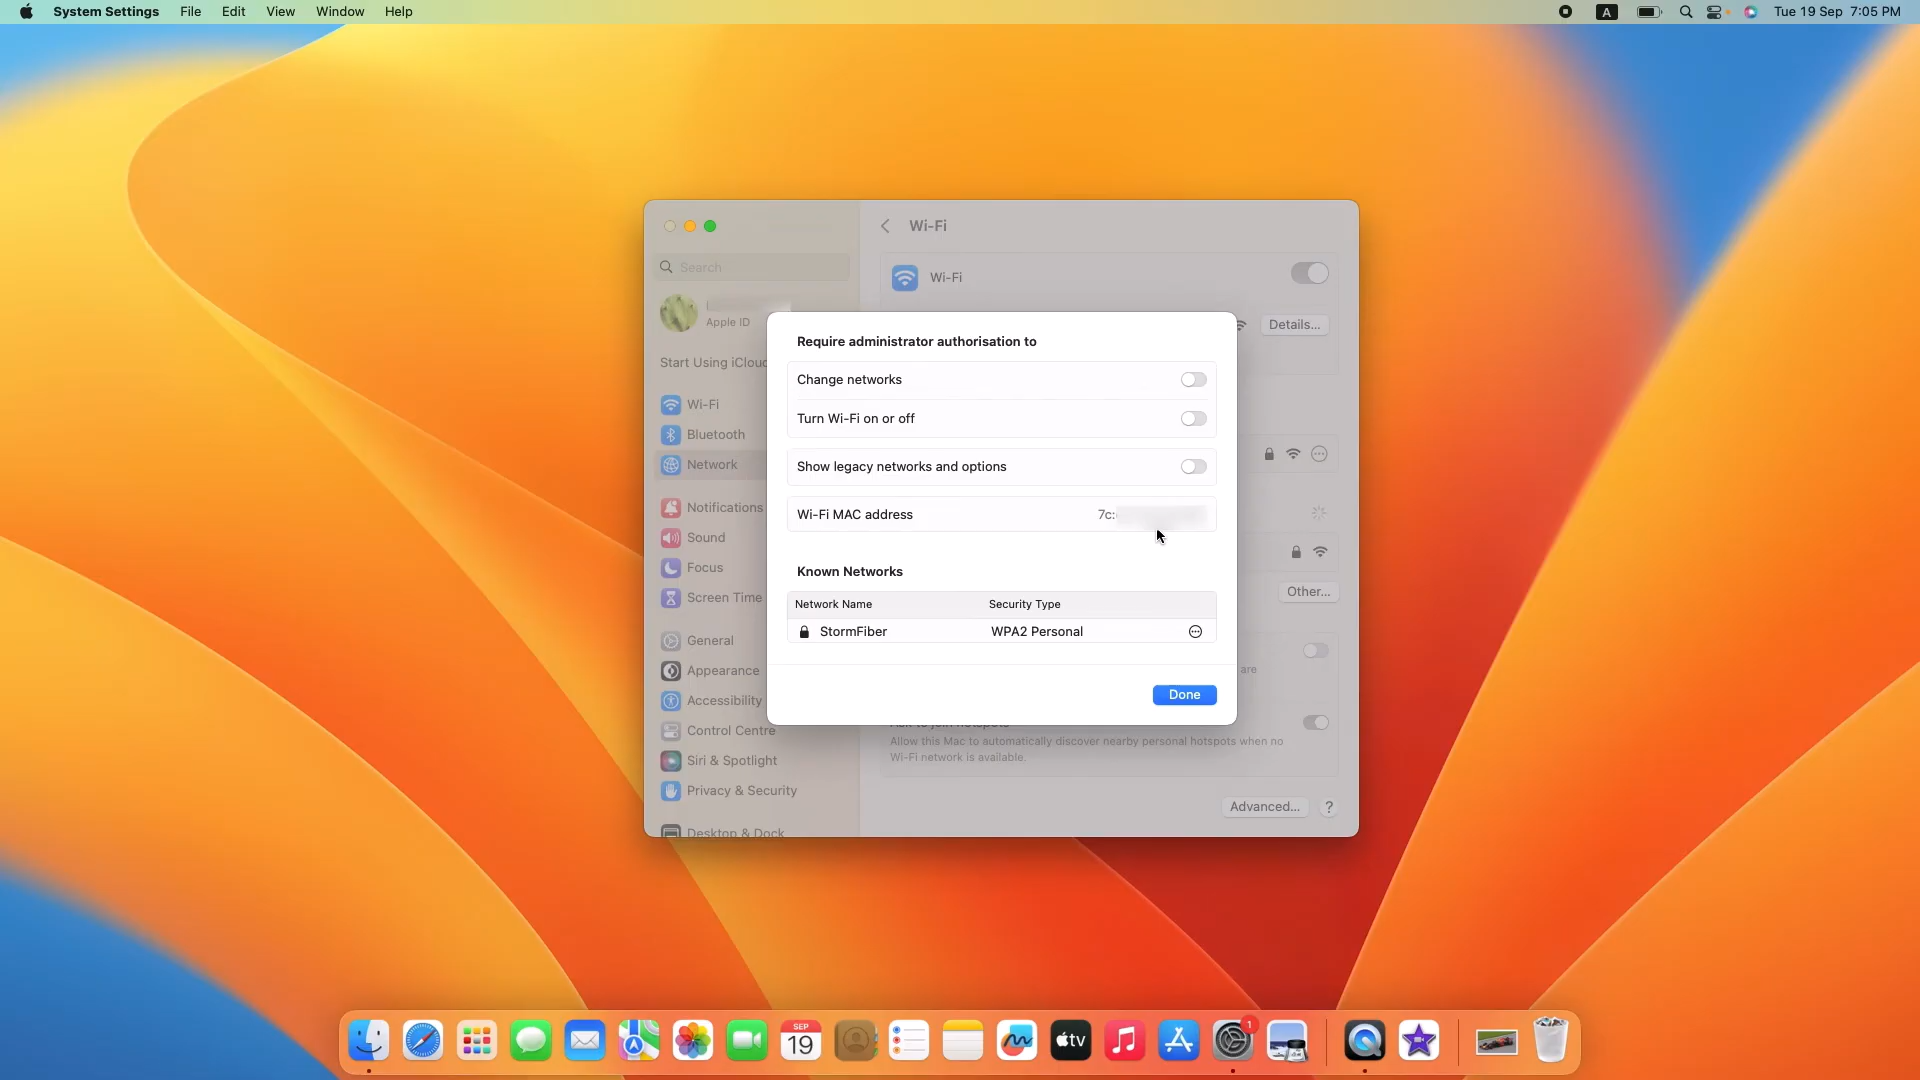 System Settings File Edit View Window Help
A
Tue 19 Sep 7:05 PM
Wi-Fi
Search
Wi-Fi
Apple ID
Details...
Require administrator authorisation to
Start Using iCloud
Change networks
Wi-Fi
Turn Wi-Fi on or off
Bluetooth
Network
Show legacy networks and options
Notifications
Wi-Fi MAC address 7c:
Sound
Focus
Known Networks
Screen Time
Other...
Network Name Security Type
StormFiber WPA2 Personal
General
are
Appearance
Done
Accessibility
Control Centre
Allow this Mac to automatically discover nearby personal hotspots when no
Wi-Fi network is available.
Siri & Spotlight
Privacy & Security
Advanced... ?
Desktop & Dock
SEP
19
tv
1